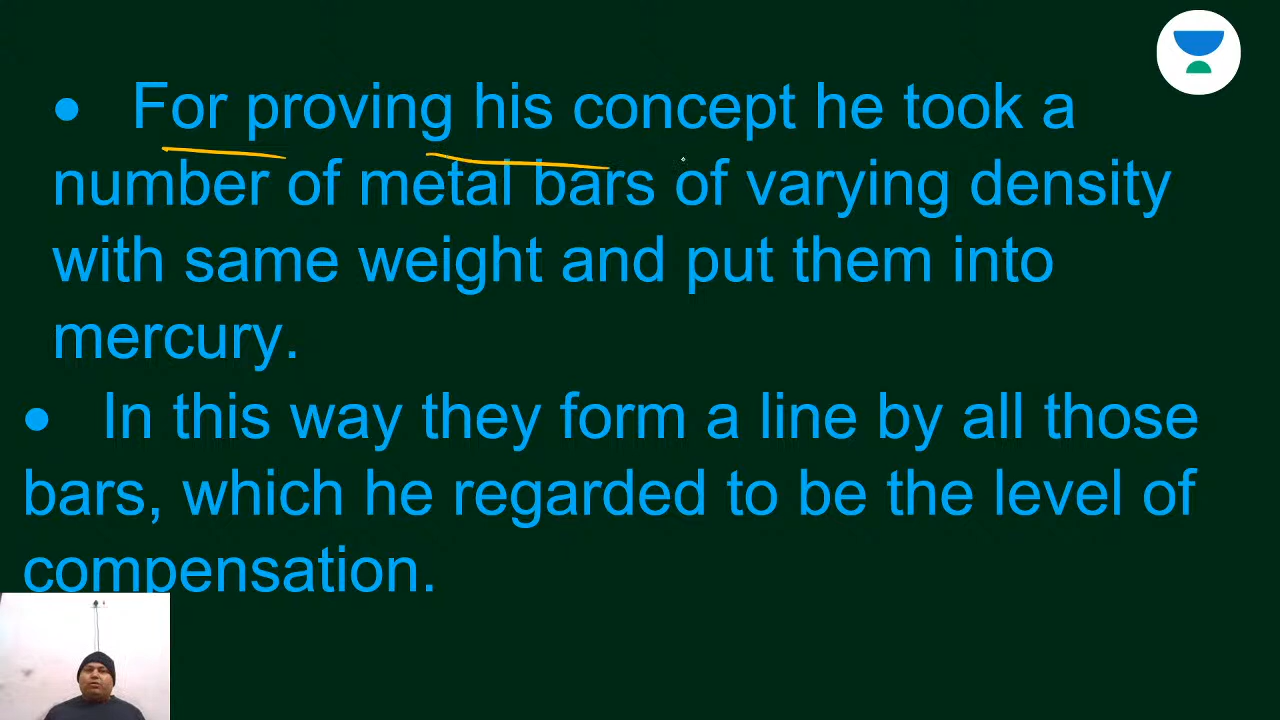 • For proving his concept he took a
number of metal bars of varying density
with same weight and put them into
mercury.
• In this way they form a line by all those
bars, which he regarded to be the level of
compensation.